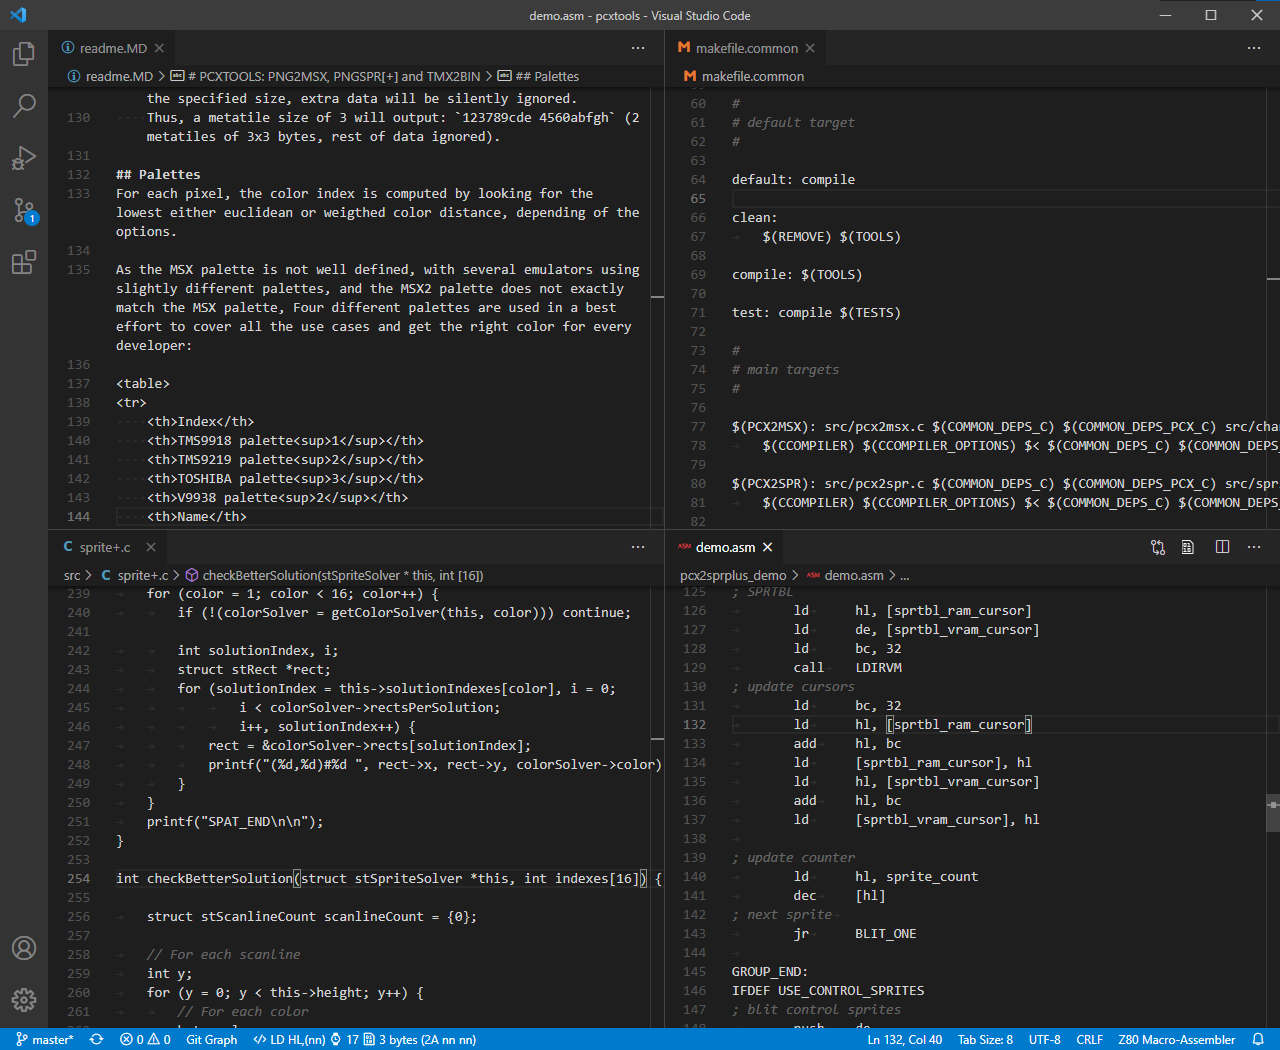 demo.asm - pcxtools - Visual Studio Code
readme.MD
readme.MD > # PCXTOOLS: PNG2MSX, PNGSPR[+] and TMX2BIN > ## Palettes
the specified size, extra data will be silently ignored.
130 Thus, a metatile size of 3 will output: `123789cde 4560abfgh` (2
metatiles of 3x3 bytes, rest of data ignored).
131
132 ## Palettes
133 For each pixel, the color index is computed by looking for the
lowest either euclidean or weigthed color distance, depending of the
options.
134
135 As the MSX palette is not well defined, with several emulators using
slightly different palettes, and the MSX2 palette does not exactly
match the MSX palette, Four different palettes are used in a best
effort to cover all the use cases and get the right color for every
developer:
136
137 <table>
138 <tr>
139 <th>Index</th>
140 <th>TMS9918 palette<sup>1</sup></th>
141 <th>TMS9219 palette<sup>2</sup></th>
142 <th>TOSHIBA palette<sup>3</sup></th>
143 <th>V9938 palette<sup>2</sup></th>
144 <th>Name</th>
makefile.common
makefile.common
60 #
61 # default target
62 #
63
64 default: compile
65
66 clean:
67 $(REMOVE) $(TOOLS)
68
69 compile: $(TOOLS)
70
71 test: compile $(TESTS)
72
73 #
74 # main targets
75 #
76
77 $(PCX2MSX): src/pcx2msx.c $(COMMON_DEPS_C) $(COMMON_DEPS_PCX_C) src/cha
78 $(CCOMPILER) $(CCOMPILER_OPTIONS) $< $(COMMON_DEPS_C) $(COMMON_DEPS_
79
80 $(PCX2SPR): src/pcx2spr.c $(COMMON_DEPS_C) $(COMMON_DEPS_PCX_C) src/spr
81 $(CCOMPILER) $(CCOMPILER_OPTIONS) $< $(COMMON_DEPS_C) $(COMMON_DEPS_
82
C sprite+.c
src > C sprite+.c > checkBetterSolution(stSpriteSolver * this, int [16])
239 for (color = 1; color < 16; color++) {
240 if (!(colorSolver = getColorSolver(this, color))) continue;
241
242 int solutionIndex, i;
243 struct stRect *rect;
244 for (solutionIndex = this->solutionIndexes[color], i = 0;
245 i < colorSolver->rectsPerSolution;
246 i++, solutionIndex++) {
247 rect = &colorSolver->rects[solutionIndex];
248 printf("(%d,%d)#%d ", rect->x, rect->y, colorSolver->color)
249 }
250 }
251 printf("SPAT_END\n\n");
252 }
253
254 int checkBetterSolution(struct stSpriteSolver *this, int indexes[16]) {
255
256 struct stScanlineCount scanlineCount = {0};
257
258 // For each scanline
259 int y;
260 for (y = 0; y < this->height; y++) {
261 // For each color
ASM demo.asm
pcx2sprplus_demo > ASM demo.asm > ...
125 ; SPRTBL
126 ld hl, [sprtbl_ram_cursor]
127 ld de, [sprtbl_vram_cursor]
128 ld bc, 32
129 call LDIRVM
130 ; update cursors
131 ld bc, 32
132 ld hl, [sprtbl_ram_cursor]
133 add hl, bc
134 ld [sprtbl_ram_cursor], hl
135 ld hl, [sprtbl_vram_cursor]
136 add hl, bc
137 ld [sprtbl_vram_cursor], hl
138
139 ; update counter
140 ld hl, sprite_count
141 dec [hl]
142 ; next sprite
143 jr BLIT_ONE
144
145 GROUP_END:
146 IFDEF USE_CONTROL_SPRITES
147 ; blit control sprites
148 push de
1
master* 0 0 Git Graph LD HL,(nn) 17 3 bytes (2A nn nn) Ln 132, Col 40 Tab Size: 8 UTF-8 CRLF Z80 Macro-Assembler